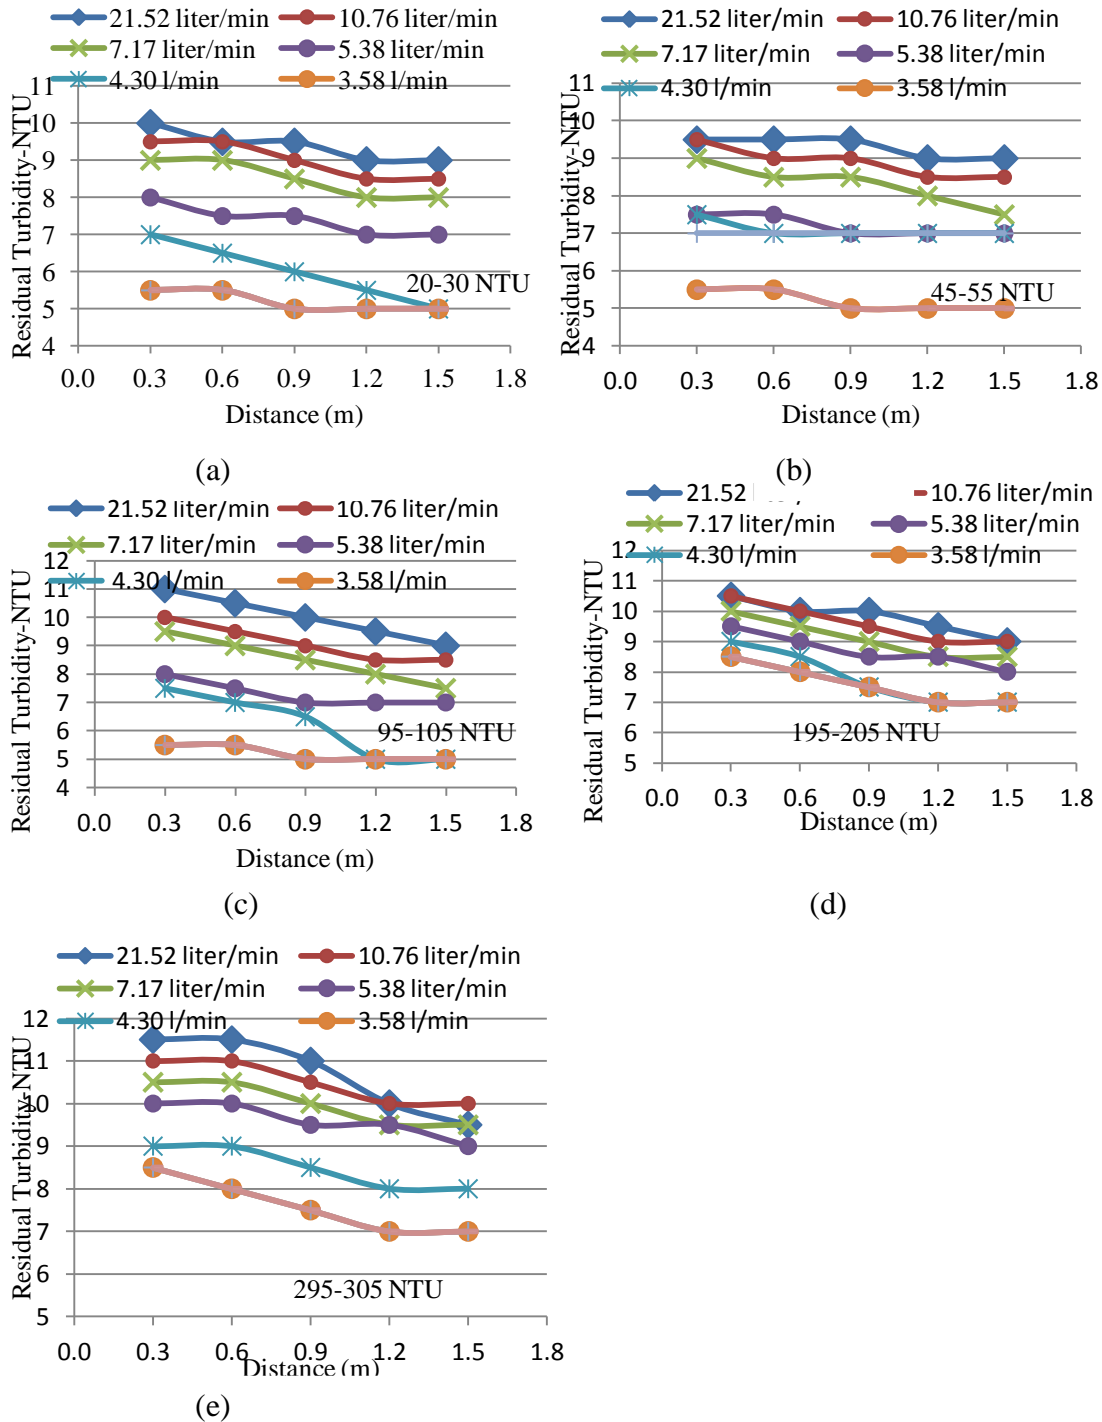 21.52 liter/min 10.76 liter/min
7.17 liter/min 5.38 liter/min
4.30 l/min 3.58 l/min
Residual Turbidity-NTU
11
10
9
8
7
6
5
4
20-30 NTU
0.0 0.3 0.6 0.9 1.2 1.5 1.8
Distance (m)
(a)
21.52 liter/min 10.76 liter/min
7.17 liter/min 5.38 liter/min
4.30 l/min 3.58 l/min
Residual Turbidity-NTU
11
10
9
8
7
6
5
4
45-55 NTU
0.0 0.3 0.6 0.9 1.2 1.5 1.8
Distance (m)
(b)
21.52 liter/min 10.76 liter/min
7.17 liter/min 5.38 liter/min
4.30 l/min 3.58 l/min
Residual Turbidity-NTU
12
11
10
9
8
7
6
5
4
95-105 NTU
0.0 0.3 0.6 0.9 1.2 1.5 1.8
Distance (m)
(c)
21.52 10.76 liter/min
7.17 liter/min 5.38 liter/min
4.30 l/min 3.58 l/min
Residual Turbidity-NTU
12
11
10
9
8
7
6
5
195-205 NTU
0.0 0.3 0.6 0.9 1.2 1.5 1.8
Distance (m)
(d)
21.52 liter/min 10.76 liter/min
7.17 liter/min 5.38 liter/min
4.30 l/min 3.58 l/min
Residual Turbidity-NTU
12
11
10
9
8
7
6
5
295-305 NTU
0.0 0.3 0.6 0.9 1.2 1.5 1.8
Distance (m)
(e)